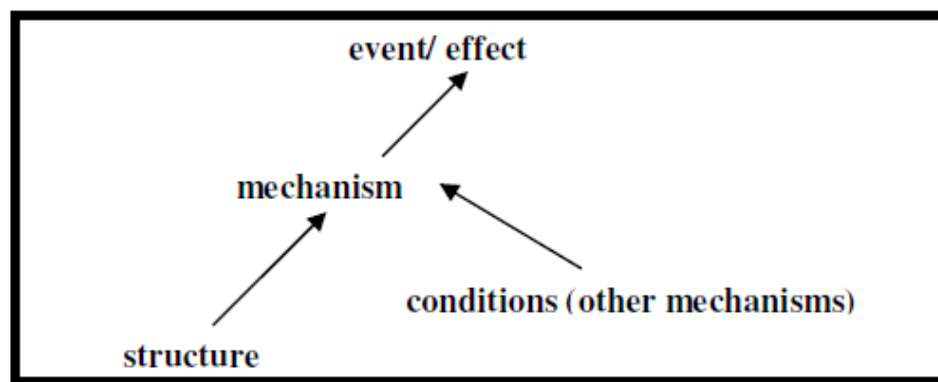 event/ effect
mechanism
conditions (other mechanisms)
structure